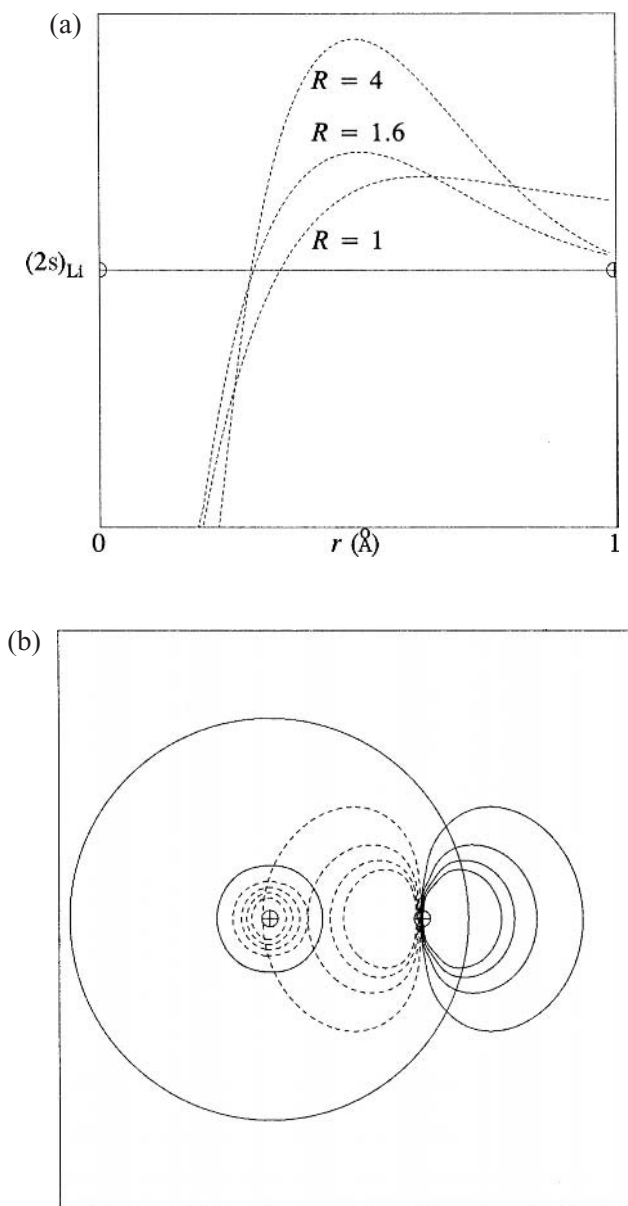 (a)
R = 4
R = 1.6
R = 1
(2s)Li
0
r (Å)
1
(b)